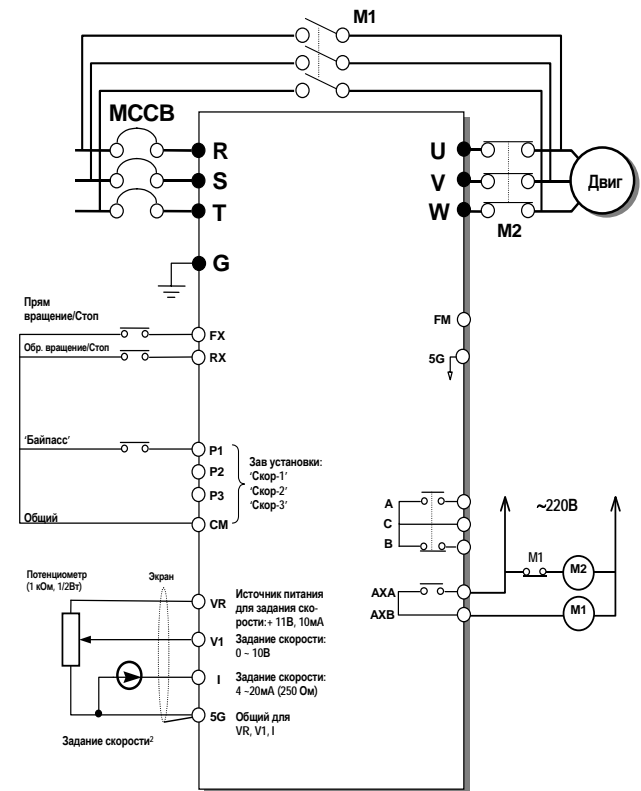 M1
MCCB
R
U
S
V
Двиг
T
W
M2
G
Прям
вращение/Стоп
FM
FX
Обр. вращение/Стоп
RX
5G
'Байпасс'
P1
P2
P3
Зав установки:
'Скор-1'
'Скор-2'
'Скор-3'
Общий
CM
A
C
B
~220В
M1
M2
AXA
AXB
M1
Потенциометр
(1 кОм, 1/2Вт)
Экран
VR
Источник питания
для задания ско-
рости:+ 11В, 10мА
V1
Задание скорости:
0 ~ 10В
I
Задание скорости:
4 ~20мА (250 Ом)
5G
Общий для
VR, V1, I
Задание скорости²